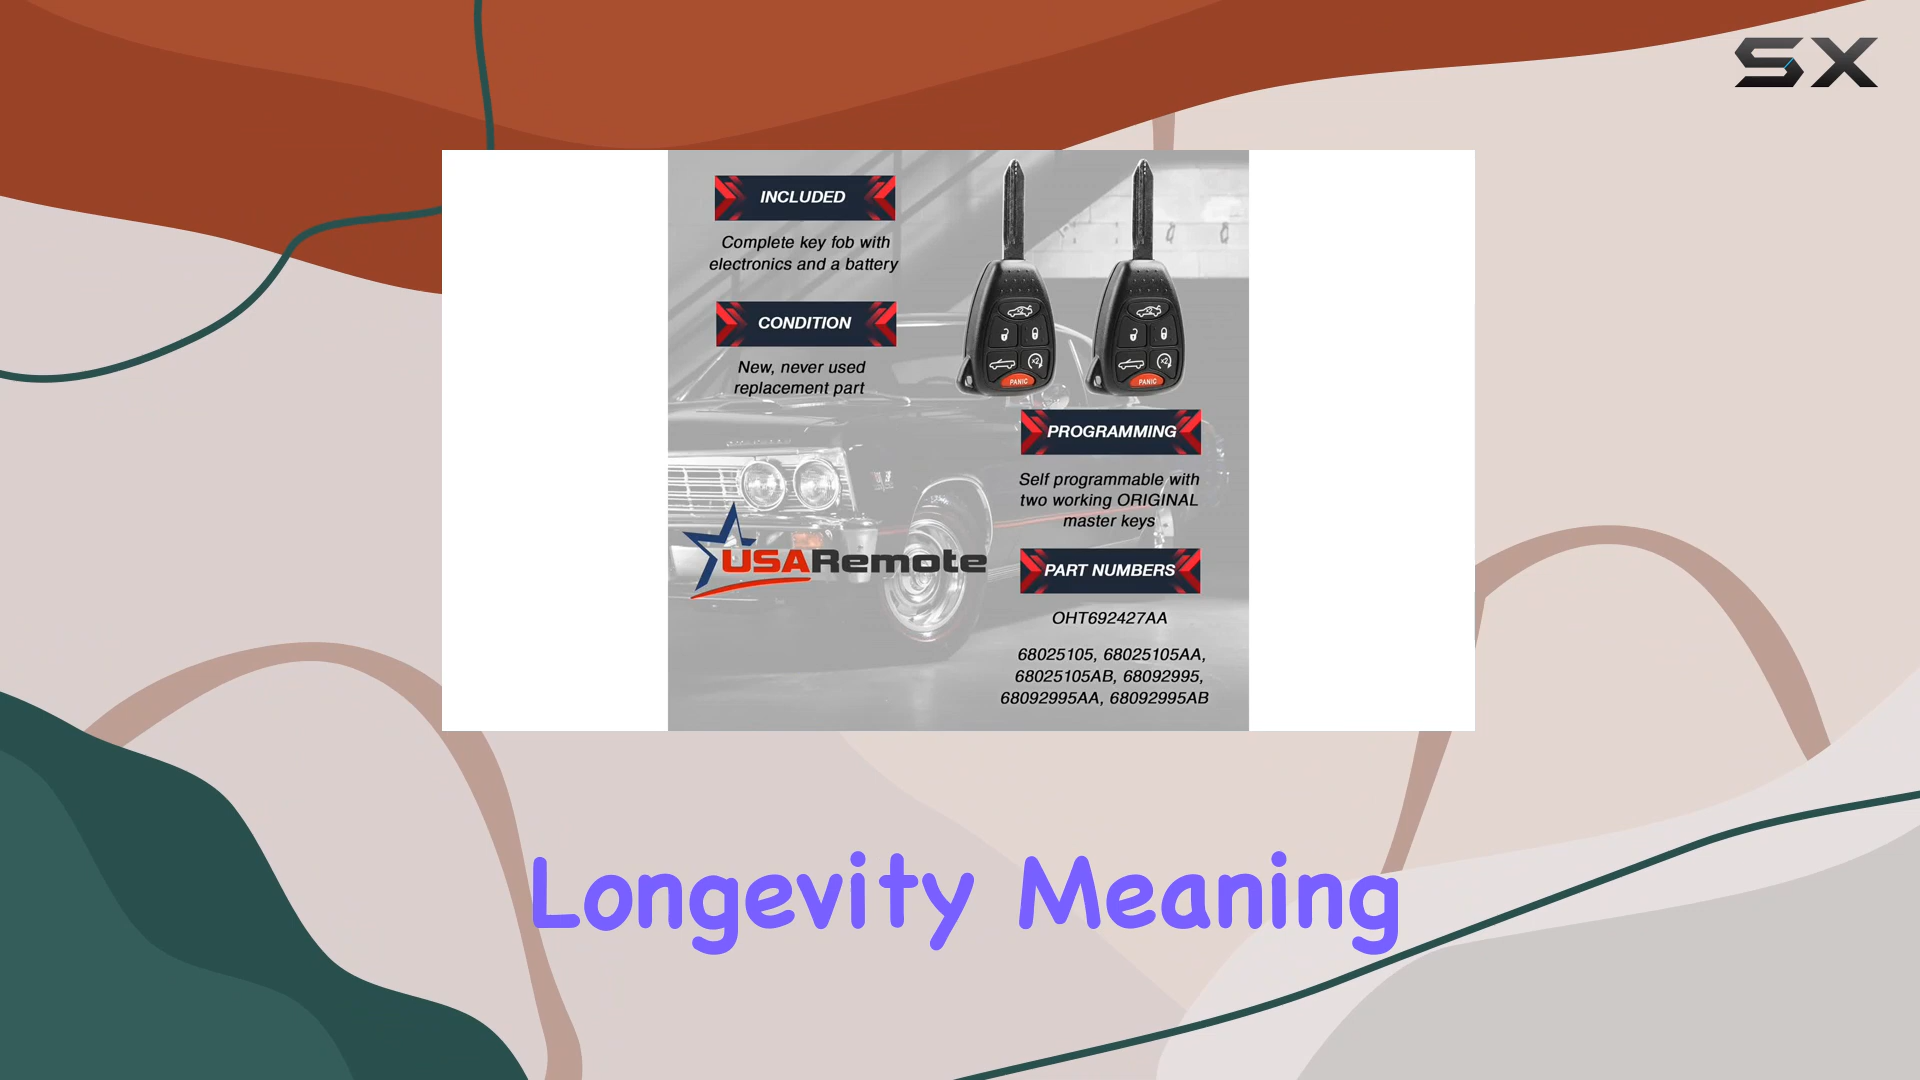 SX
INCLUDED
Complete key fob with
electronics and a battery
CONDITION
New, never used
replacement part
PANIC
PANIC
PROGRAMMING
Self programmable with
two working ORIGINAL
master keys
USARemote
PART NUMBERS
OHT692427AA
68025105, 68025105AA,
68025105AB, 68092995,
68092995AA, 68092995AB
Longevity Meaning